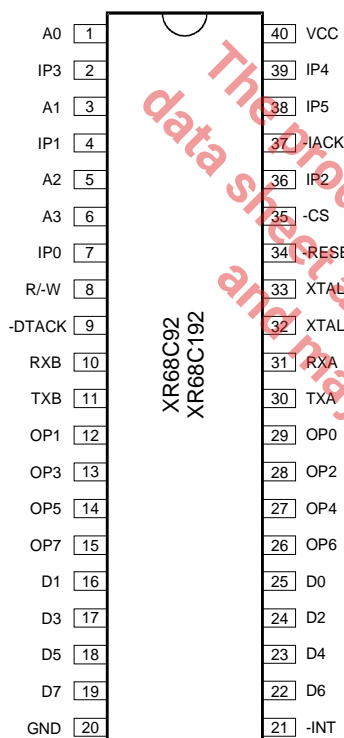 A0 1 40 VCC
IP3 2 39 IP4
A1 3 38 IP5
IP1 4 37 -IACK
A2 5 36 IP2
A3 6 35 -CS
IP0 7 34 -RESE
R/-W 8 33 XTAL
-DTACK 9 32 XTAL
RXB 10 31 RXA
TXB 11 30 TXA
OP1 12 29 OP0
OP3 13 28 OP2
OP5 14 27 OP4
OP7 15 26 OP6
D1 16 25 D0
D3 17 24 D2
D5 18 23 D4
D7 19 22 D6
GND 20 21 -INT
XR68C92
XR68C192
The prod
data sheet a
and may